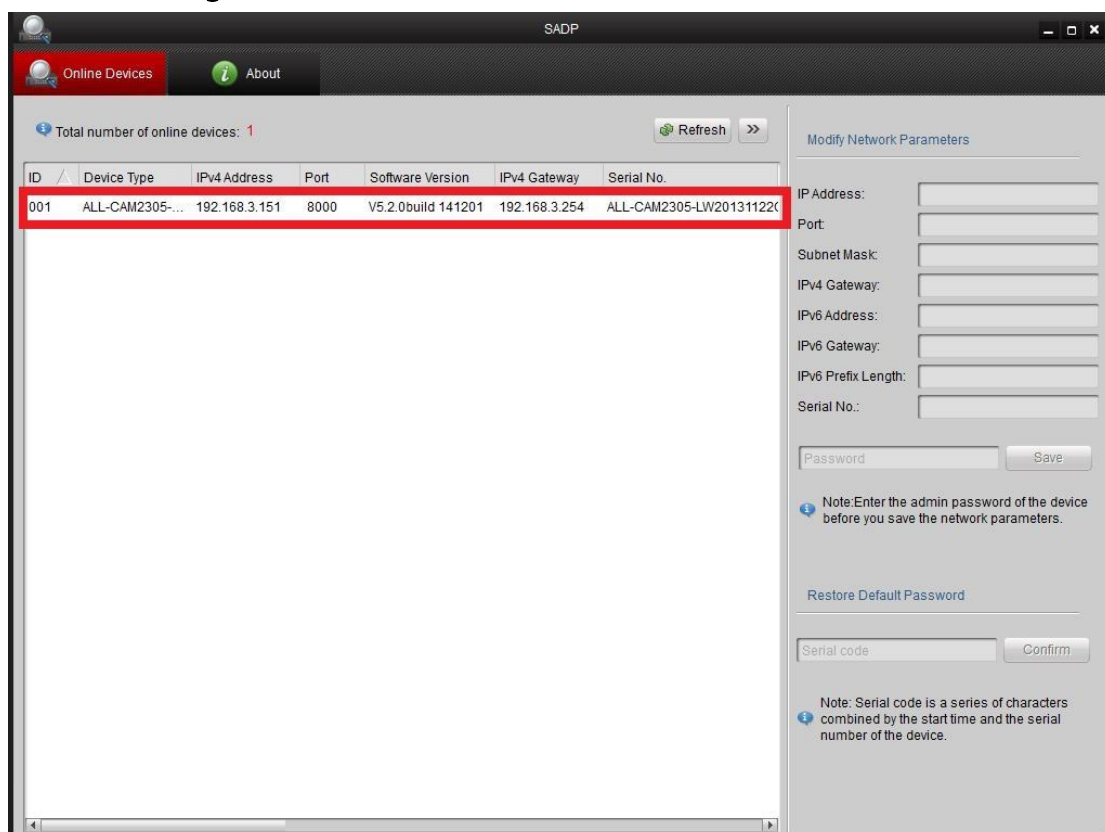 SADP
Online Devices
About
Total number of online devices: 1
Refresh
ID Device Type IPv4 Address Port Software Version IPv4 Gateway Serial No.
001 ALL-CAM2305-... 192.168.3.151 8000 V5.2.0build 141201 192.168.3.254 ALL-CAM2305-LW20131122
Modify Network Parameters
IP Address:
Port:
Subnet Mask:
IPv4 Gateway:
IPv6 Address:
IPv6 Gateway:
IPv6 Prefix Length:
Serial No.:
Password
Save
Note:Enter the admin password of the device
before you save the network parameters.
Restore Default Password
Serial code
Confirm
Note: Serial code is a series of characters
combined by the start time and the serial
number of the device.